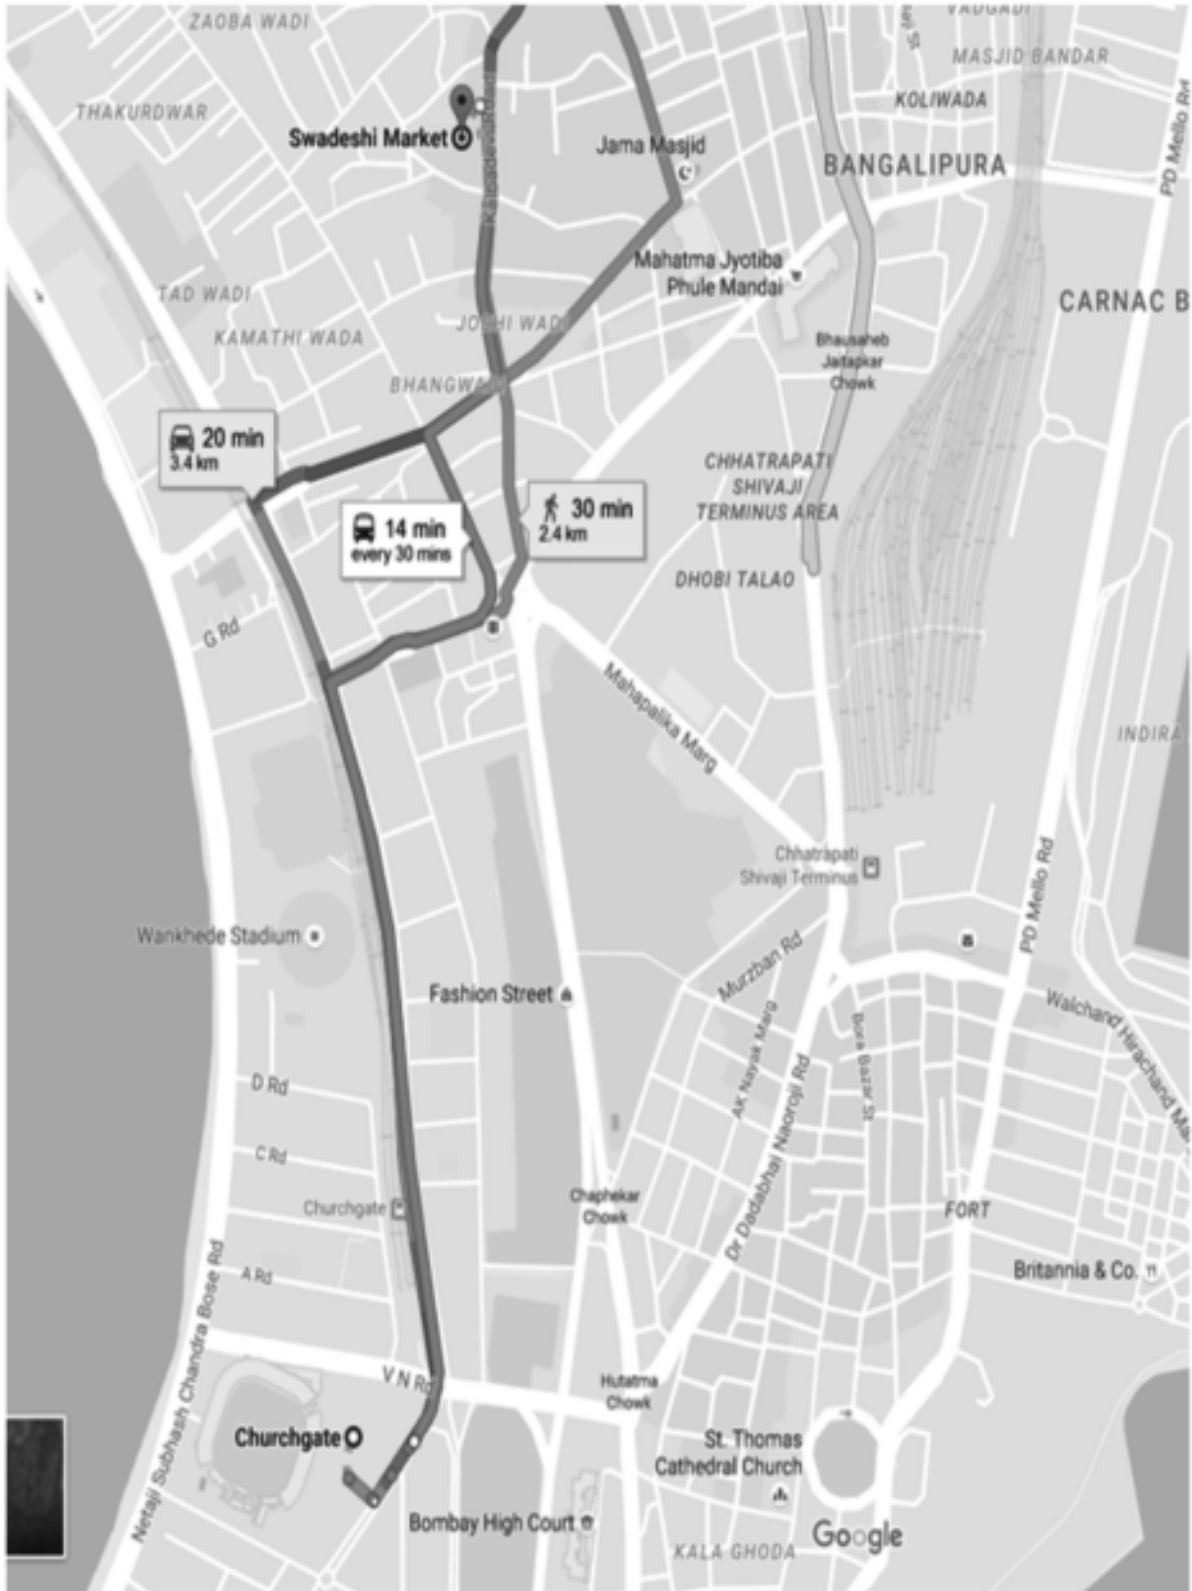 ZAOBA WADI
VADGADI
MASJID BANDAR
KOLIWADA
THAKURDWAR
Swadeshi Market
Jama Masjid
BANGALIPURA
PD Mello Rd
Mahatma Jyotiba
Phule Mandai
TAD WADI
CARNAC B
KAMATHI WADA
Bhausaheb
Jaitapkar
Chowk
20 min
3.4 km
CHHATRAPATI
SHIVAJI
TERMINUS AREA
14 min
every 30 mins
30 min
2.4 km
DHOBI TALAO
G Rd
Mahapalika Marg
INDIRA
Chhatrapati
Shivaji Terminus
PD Mello Rd
Wankhede Stadium
Murzban Rd
Fashion Street
Walchand Hirachand Ma
AK Nayak Marg
Bora Bazar St
Dr Dadabhai Naoroji Rd
D Rd
C Rd
Churchgate
Chaphekar
Chowk
FORT
A Rd
Britannia & Co.
Netaji Subhash Chandra Bose Rd
V N Rd
Hutatma
Chowk
Churchgate
St. Thomas
Cathedral Church
Bombay High Court
KALA GHODA
Google